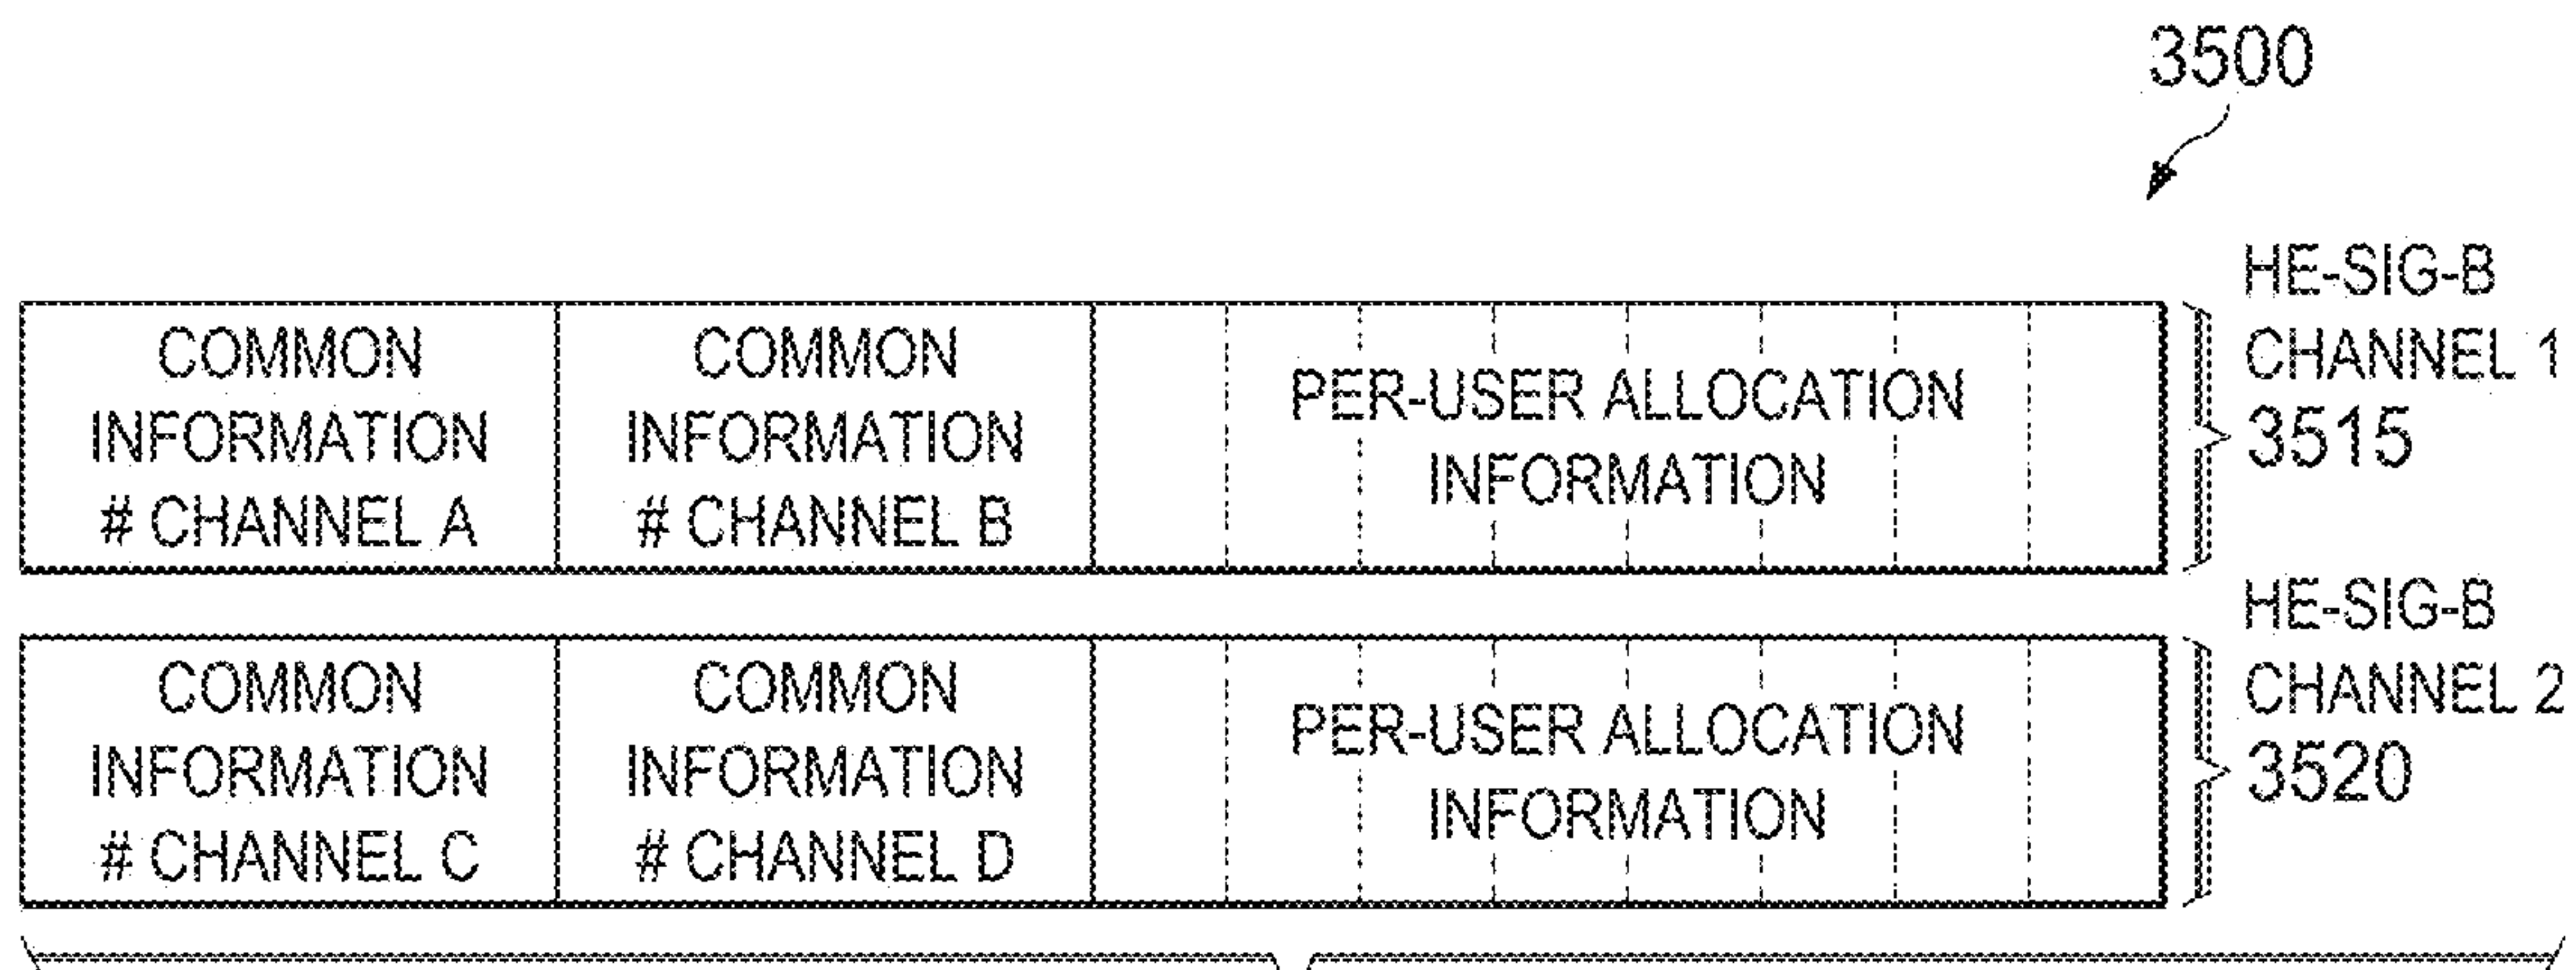 3500
COMMON
INFORMATION
# CHANNEL A
COMMON
INFORMATION
# CHANNEL B
PER-USER ALLOCATION
INFORMATION
HE-SIG-B
CHANNEL 1
3515
COMMON
INFORMATION
# CHANNEL C
COMMON
INFORMATION
# CHANNEL D
PER-USER ALLOCATION
INFORMATION
HE-SIG-B
CHANNEL 2
3520